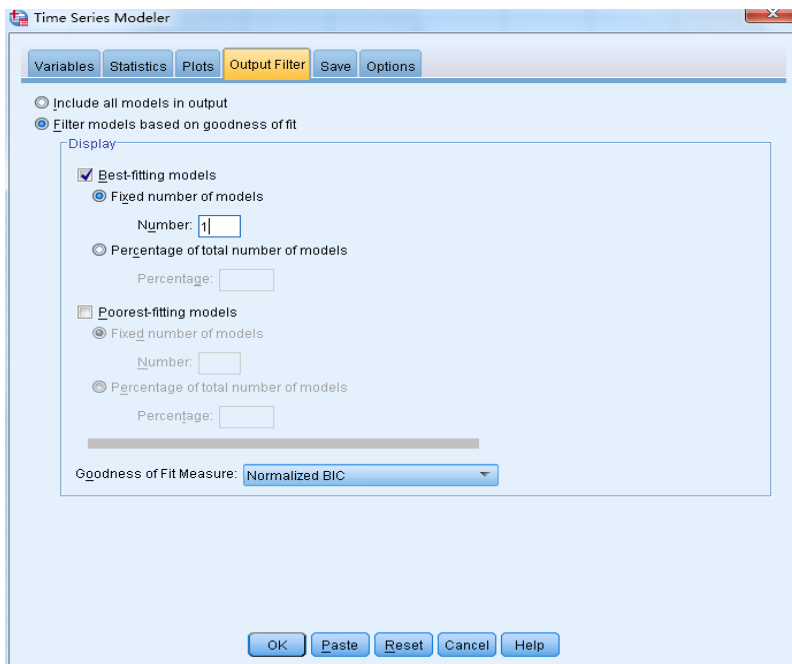 Time Series Modeler
Variables Statistics Plots Output Filter Save Options
Include all models in output
Filter models based on goodness of fit
Display
Best-fitting models
Fixed number of models
Number: 1
Percentage of total number of models
Percentage:
Poorest-fitting models
Fixed number of models
Number:
Percentage of total number of models
Percentage:
Goodness of Fit Measure: Normalized BIC
OK Paste Reset Cancel Help